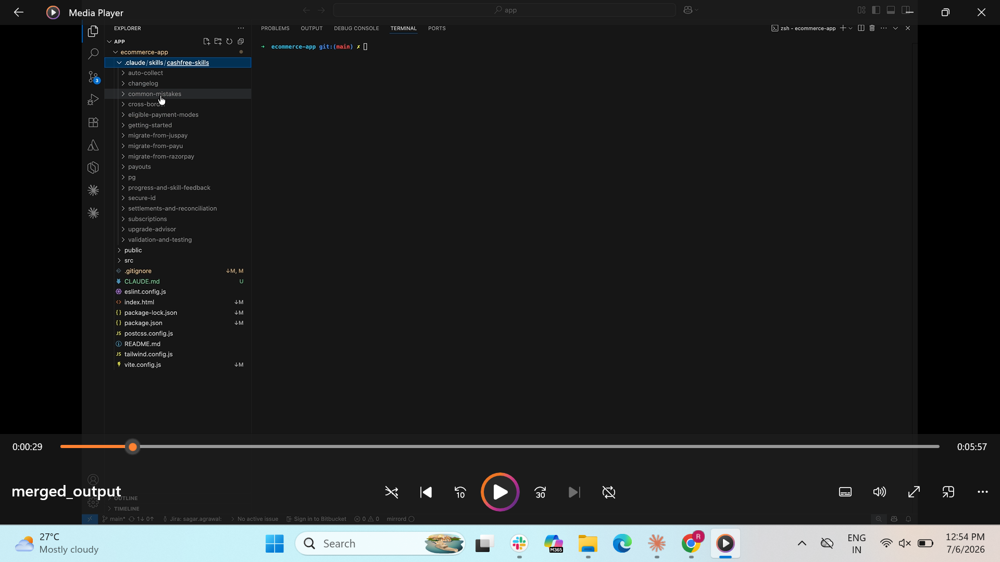 Media Player
app
EXPLORER
PROBLEMS OUTPUT DEBUG CONSOLE TERMINAL PORTS
zsh - ecommerce-app
APP
ecommerce-app
→ ecommerce-app git:(main) ✗
.claude / skills / cashfree-skills
auto-collect
changelog
3
common-mistakes
cross-border
eligible-payment-modes
getting-started
migrate-from-juspay
migrate-from-payu
migrate-from-razorpay
payouts
pg
progress-and-skill-feedback
secure-id
settlements-and-reconciliation
subscriptions
upgrade-advisor
validation-and-testing
public
src
.gitignore ↓M, M
CLAUDE.md U
eslint.config.js
index.html ↓M
{} package-lock.json ↓M
{} package.json ↓M
JS postcss.config.js
README.md
JS tailwind.config.js
vite.config.js ↓M
0:00:29 0:05:57
merged_output
10
30
OUTLINE
TIMELINE
main* 1↓ 0↑ Jira: sagar.agrawal: No active issue Sign in to Bitbucket 0 0 mirrord
27°C
Mostly cloudy
Search
M365
R
ENG
IN
12:54 PM
7/6/2026